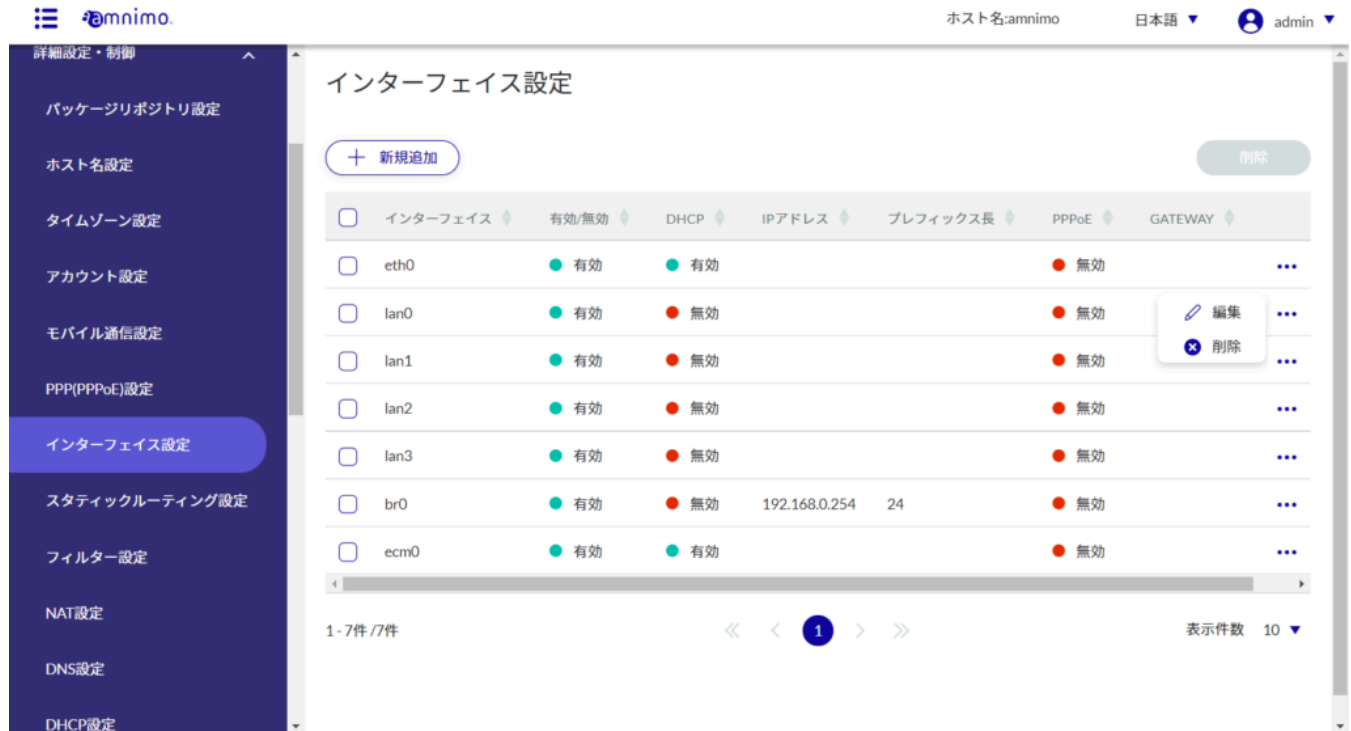 amnimo.
ホスト名:amnimo
日本語
admin
詳細設定・制御
パッケージリポジトリ設定
ホスト名設定
タイムゾーン設定
アカウント設定
モバイル通信設定
PPP(PPPoE)設定
インターフェイス設定
スタティックルーティング設定
フィルター設定
NAT設定
DNS設定
DHCP設定
インターフェイス設定
新規追加
削除
インターフェイス 有効/無効 DHCP IPアドレス プレフィックス長 PPPoE GATEWAY
eth0 有効 有効 無効
lan0 有効 無効 無効 編集
削除
lan1 有効 無効 無効
lan2 有効 無効 無効
lan3 有効 無効 無効
br0 有効 無効 192.168.0.254 24 無効
ecm0 有効 有効 無効
1 - 7件 /7件
1
表示件数 10